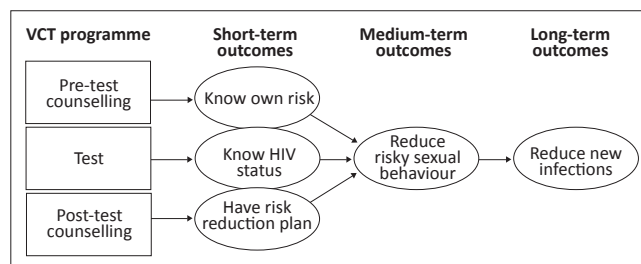 VCT programme
Short-term
outcomes
Medium-term
outcomes
Long-term
outcomes
Pre-test
counselling
Know own risk
Test
Know HIV
status
Reduce
risky sexual
behaviour
Reduce new
infections
Post-test
counselling
Have risk
reduction plan